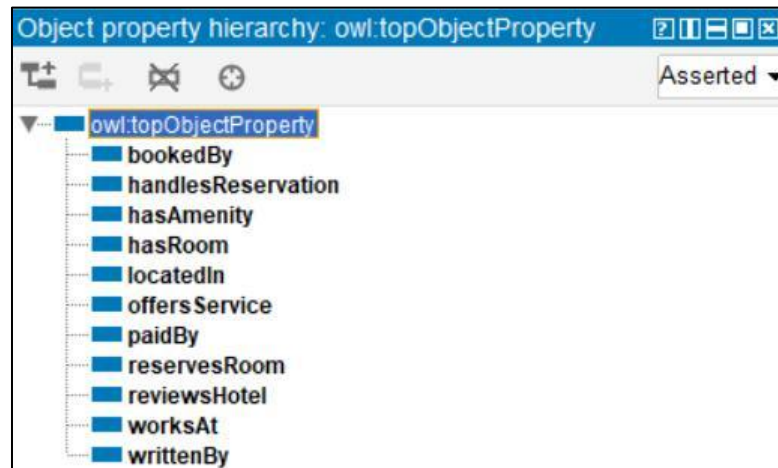 Object property hierarchy: owl:topObjectProperty
Asserted
owl:topObjectProperty
bookedBy
handlesReservation
hasAmenity
hasRoom
locatedIn
offersService
paidBy
reservesRoom
reviewsHotel
worksAt
writtenBy